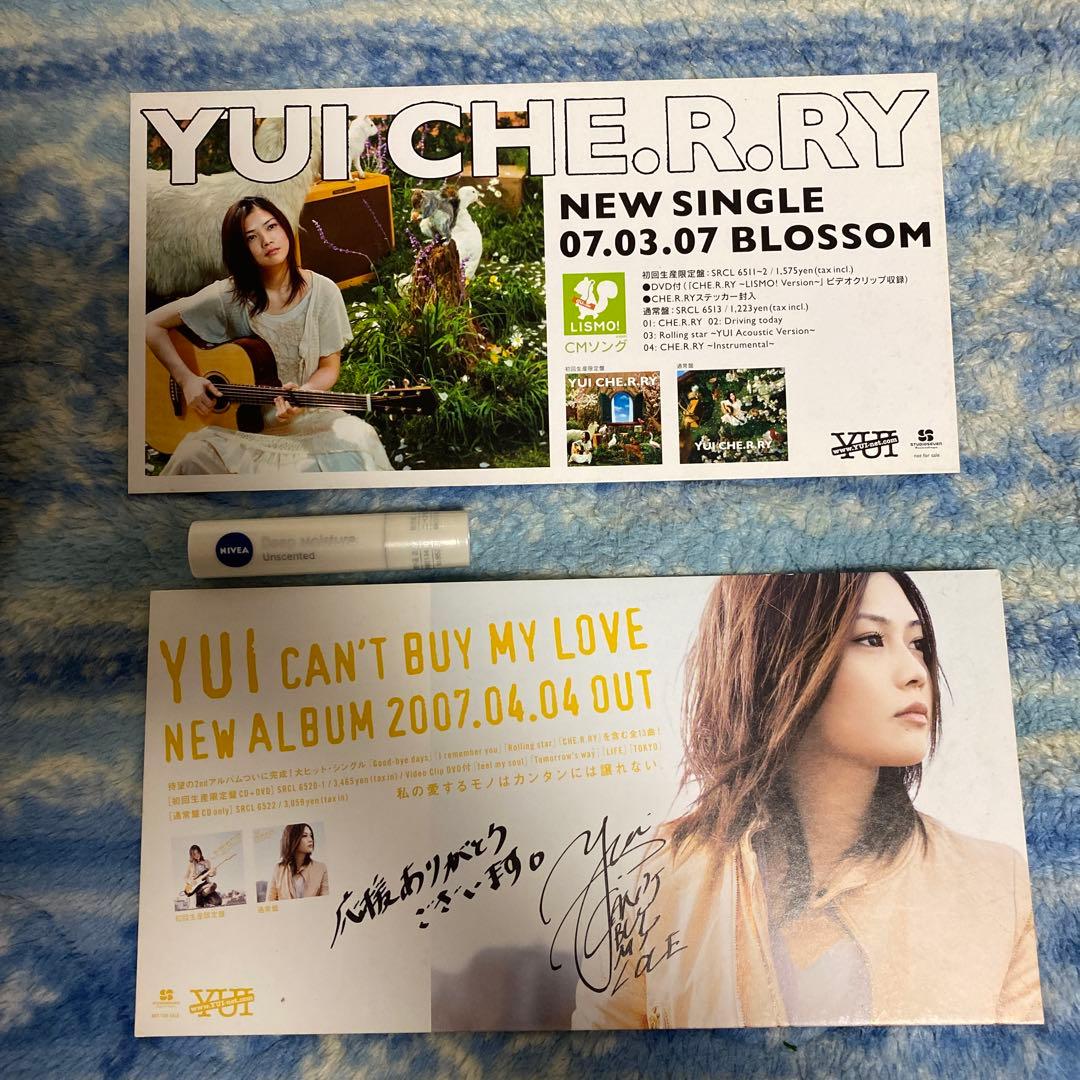 YUI CHE.R.RY
NEW SINGLE
07.03.07 BLOSSOM
LISMO!
CMソング
初回生産限定盤:SRCL 6511~2 / 1,575yen(tax incl.)
●DVD付(「CHE.R.RY ~LISMO! Version~」ビデオクリップ収録)
●CHE.R.RYステッカー封入
通常盤:SRCL 6513 / 1,223yen(tax incl.)
01: CHE.R.RY 02: Driving today
03: Rolling star ~YUI Acoustic Version~
04: CHE.R.RY ~Instrumental~
初回生産限定盤
通常盤
YUI CHE.R.RY
YUI CHE.R.RY
YUI
www.YUI-net.com
STUDIOSEVEN
not for sale
NIVEA
Deep Moisture
Unscented
YUI CAN'T BUY MY LOVE
NEW ALBUM 2007.04.04 OUT
待望の2ndアルバムついに完成!大ヒット・シングル「Good-bye days」「I remember you」「Rolling star」「CHE.R.RY」を含む全13曲!
[初回生産限定盤CD+DVD] SRCL 6520-1 / 3,465yen(tax in) / Video Clip DVD付「feel my soul」「Tomorrow's way」「LIFE」「TOKYO」
[通常盤CD only] SRCL 6522 / 3,059yen(tax in)
私の愛するモノはカンタンには譲れない。
初回生産限定盤
通常盤
応援ありがとう
ございます。
Yui
CAN'T
BUY
MY
LOVE
NOT FOR SALE
YUI
www.YUI-net.com